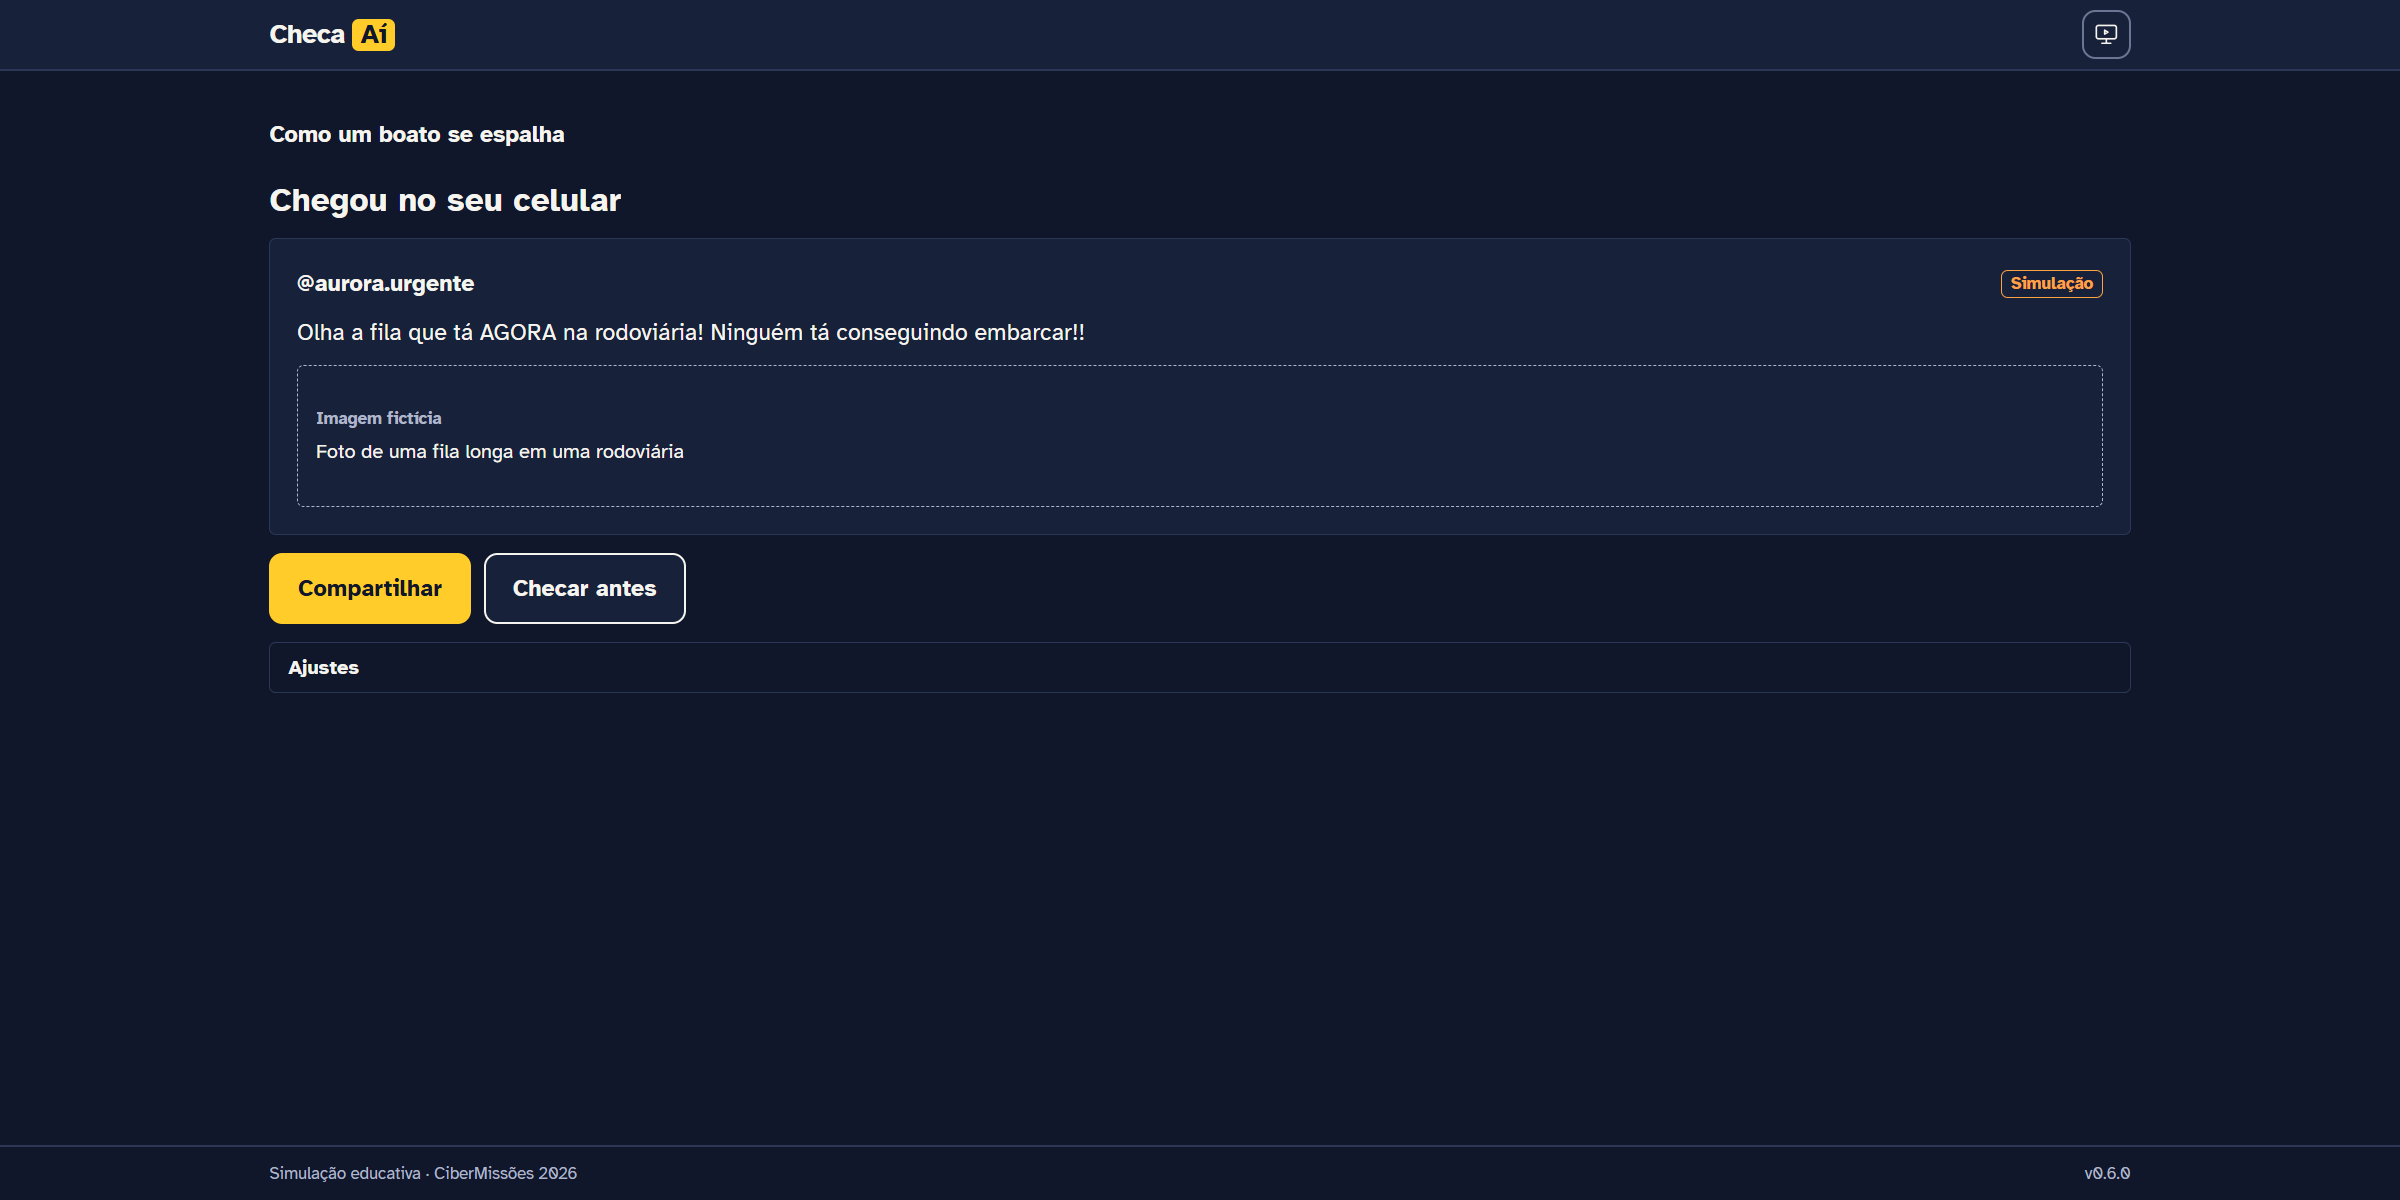 Checa Aí
Como um boato se espalha
Chegou no seu celular
@aurora.urgente
Simulação
Olha a fila que tá AGORA na rodoviária! Ninguém tá conseguindo embarcar!!
Imagem fictícia
Foto de uma fila longa em uma rodoviária
Compartilhar
Checar antes
Ajustes
Simulação educativa · CiberMissões 2026
v0.6.0